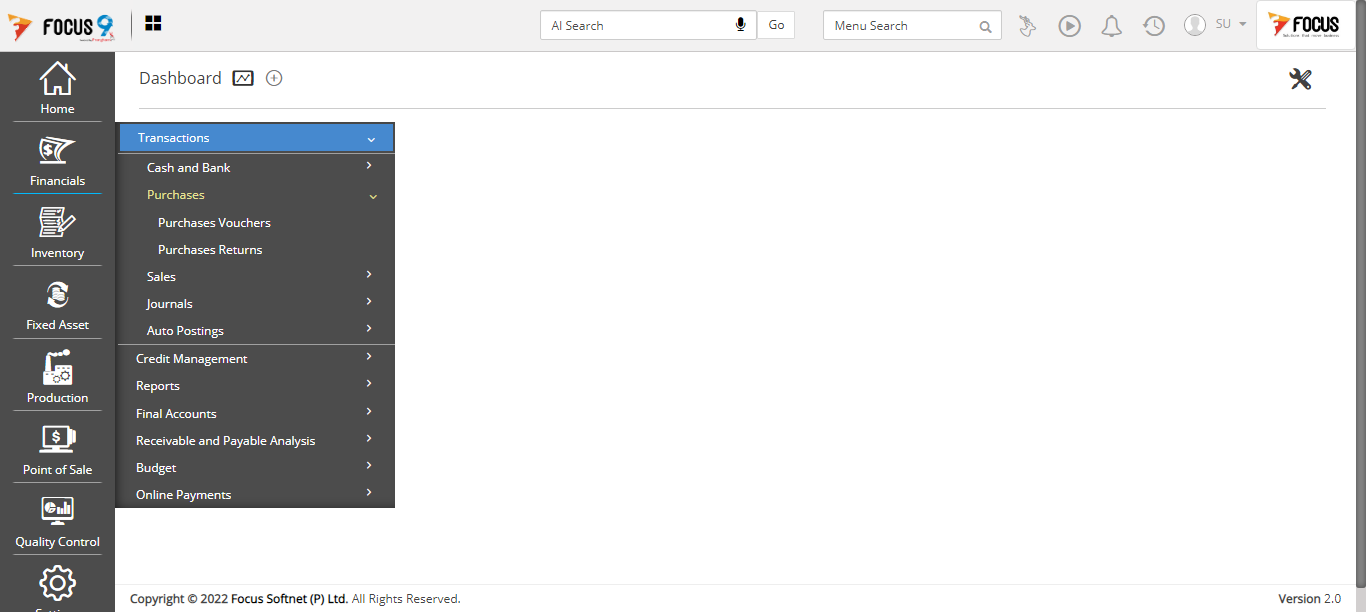 FOCUS 9
AI Search
Go
Menu Search
SU
FOCUS
Dashboard
Home
Financials
Inventory
Fixed Asset
Production
Point of Sale
Quality Control
Transactions
Cash and Bank
Purchases
Purchases Vouchers
Purchases Returns
Sales
Journals
Auto Postings
Credit Management
Reports
Final Accounts
Receivable and Payable Analysis
Budget
Online Payments
Copyright © 2022 Focus Softnet (P) Ltd. All Rights Reserved.
Version 2.0